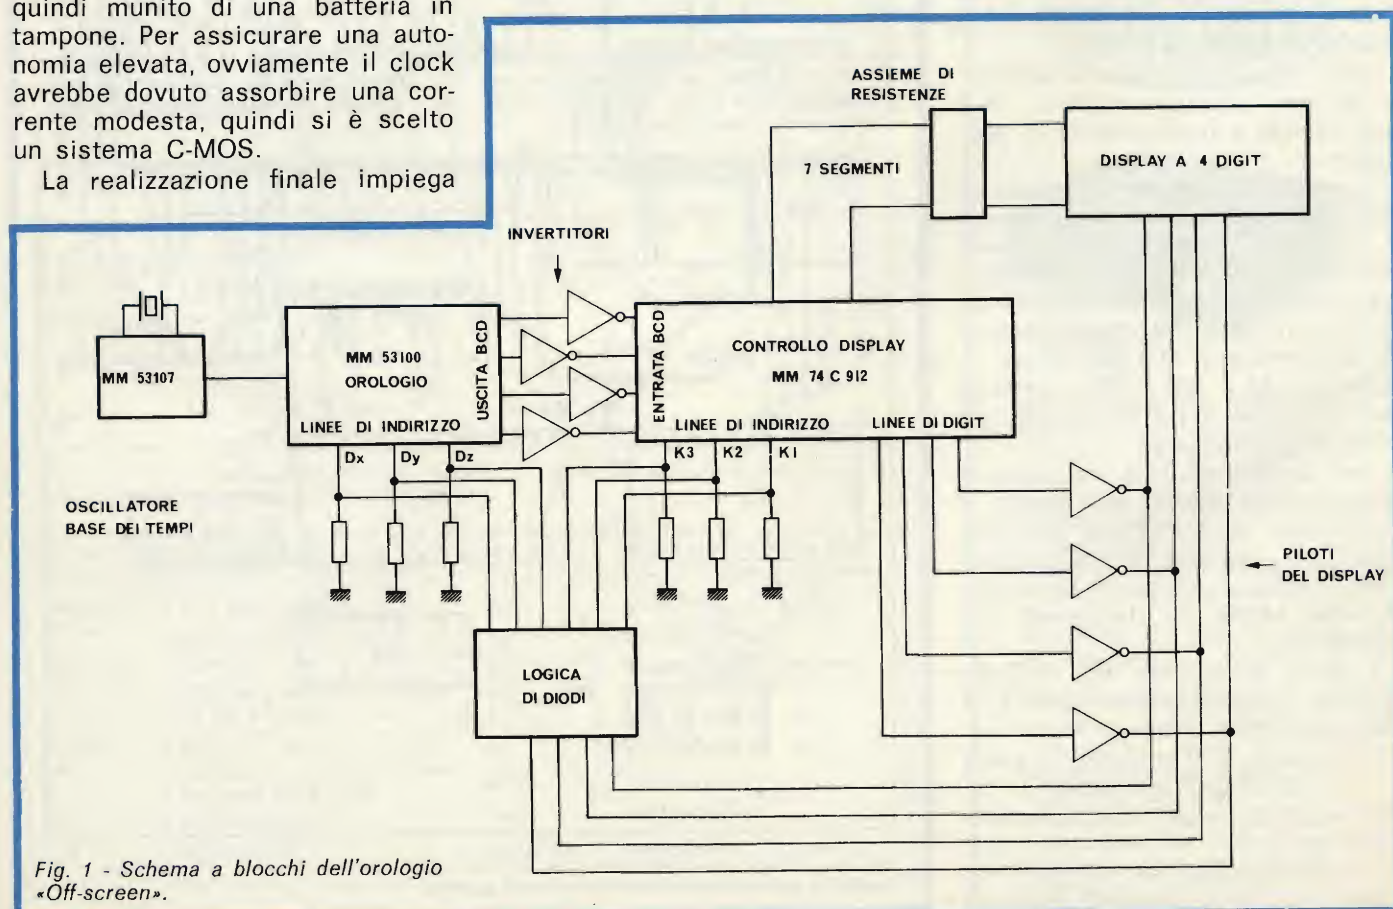 quindi munito di una batteria in
tampone. Per assicurare una auto-
nomia elevata, ovviamente il clock
avrebbe dovuto assorbire una cor-
rente modesta, quindi si è scelto
un sistema C-MOS.
La realizzazione finale impiega
ASSIEME DI
RESISTENZE
7 SEGMENTI
DISPLAY A 4 DIGIT
INVERTITORI
MM 53107
MM 53100
OROLOGIO
USCITA BCD
LINEE DI INDIRIZZO
ENTRATA BCD
CONTROLLO DISPLAY
MM 74 C 912
LINEE DI INDIRIZZO
LINEE DI DIGIT
Dx
Dy
Dz
K3
K2
K1
OSCILLATORE
BASE DEI TEMPI
PILOTI
DEL DISPLAY
LOGICA
DI DIODI
Fig. 1 - Schema a blocchi dell'orologio
«Off-screen».